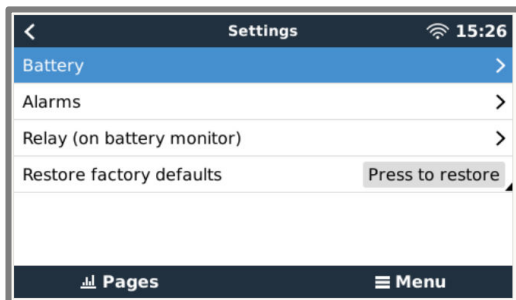 Settings 15:26
Battery
Alarms
Relay (on battery monitor)
Restore factory defaults Press to restore
Pages Menu